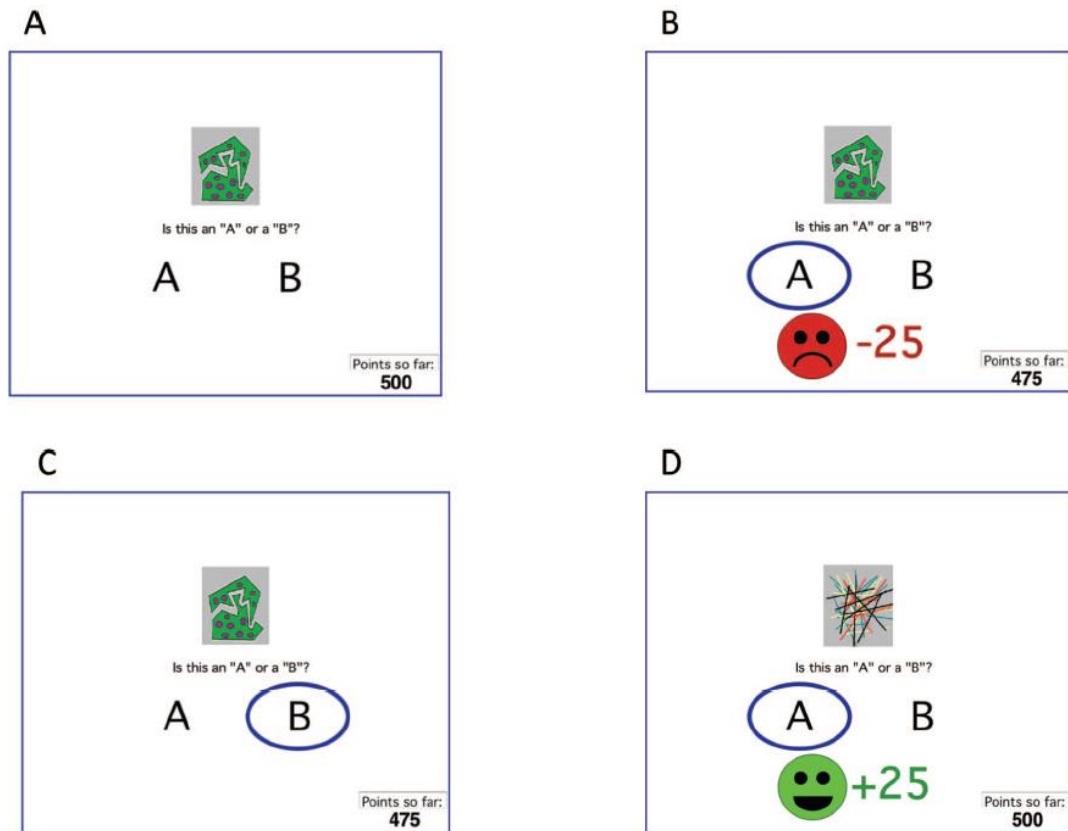 A
Is this an "A" or a "B"?
A B
Points so far:
500
B
Is this an "A" or a "B"?
A B
-25
Points so far:
475
C
Is this an "A" or a "B"?
A B
Points so far:
475
D
Is this an "A" or a "B"?
A B
+25
Points so far:
500